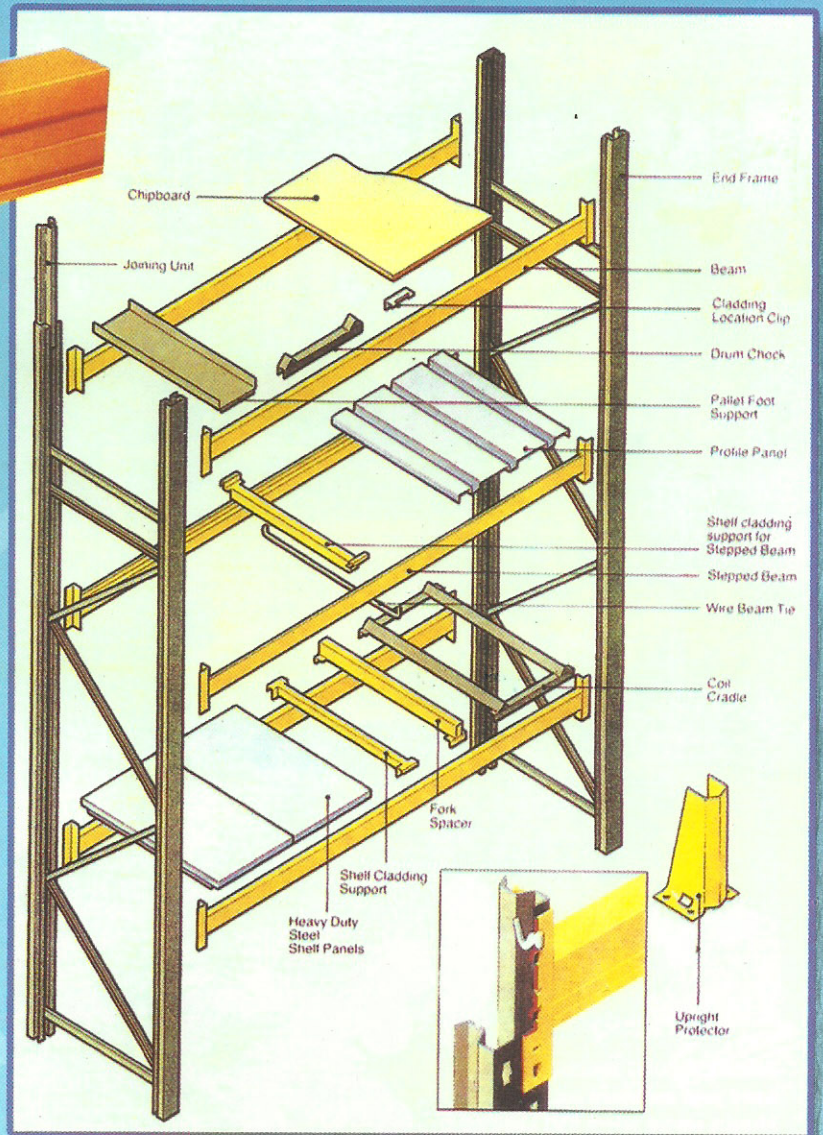 Chipboard
End Frame
Joining Unit
Beam
Cladding
Location Clip
Drum Chock
Pallet Foot
Support
Profile Panel
Shelf cladding
support for
Stepped Beam
Stepped Beam
Wire Beam Tie
Coil
Cradle
Fork
Spacer
Shelf Cladding
Support
Heavy Duty
Steel
Shelf Panels
Upright
Protector